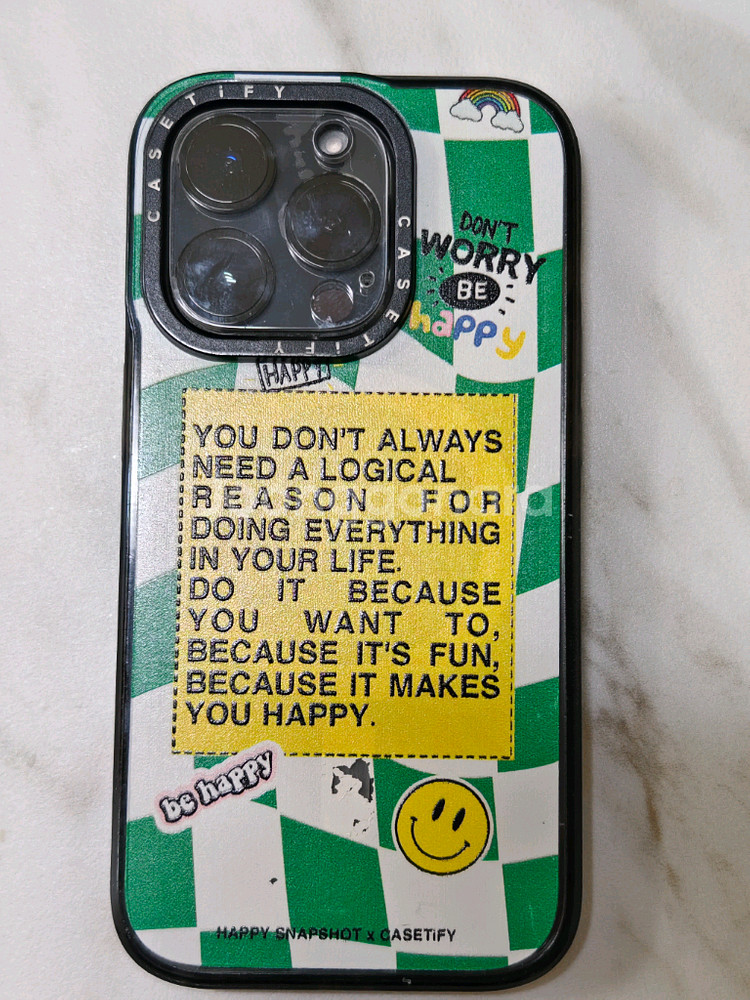 CASETiFY
CASETiFY
DON'T
WORRY
BE
happy
HAPPY
YOU DON'T ALWAYS
NEED A LOGICAL
REASON FOR
DOING EVERYTHING
IN YOUR LIFE.
DO IT BECAUSE
YOU WANT TO,
BECAUSE IT'S FUN,
BECAUSE IT MAKES
YOU HAPPY.
be happy
HAPPY SNAPSHOT x CASETiFY